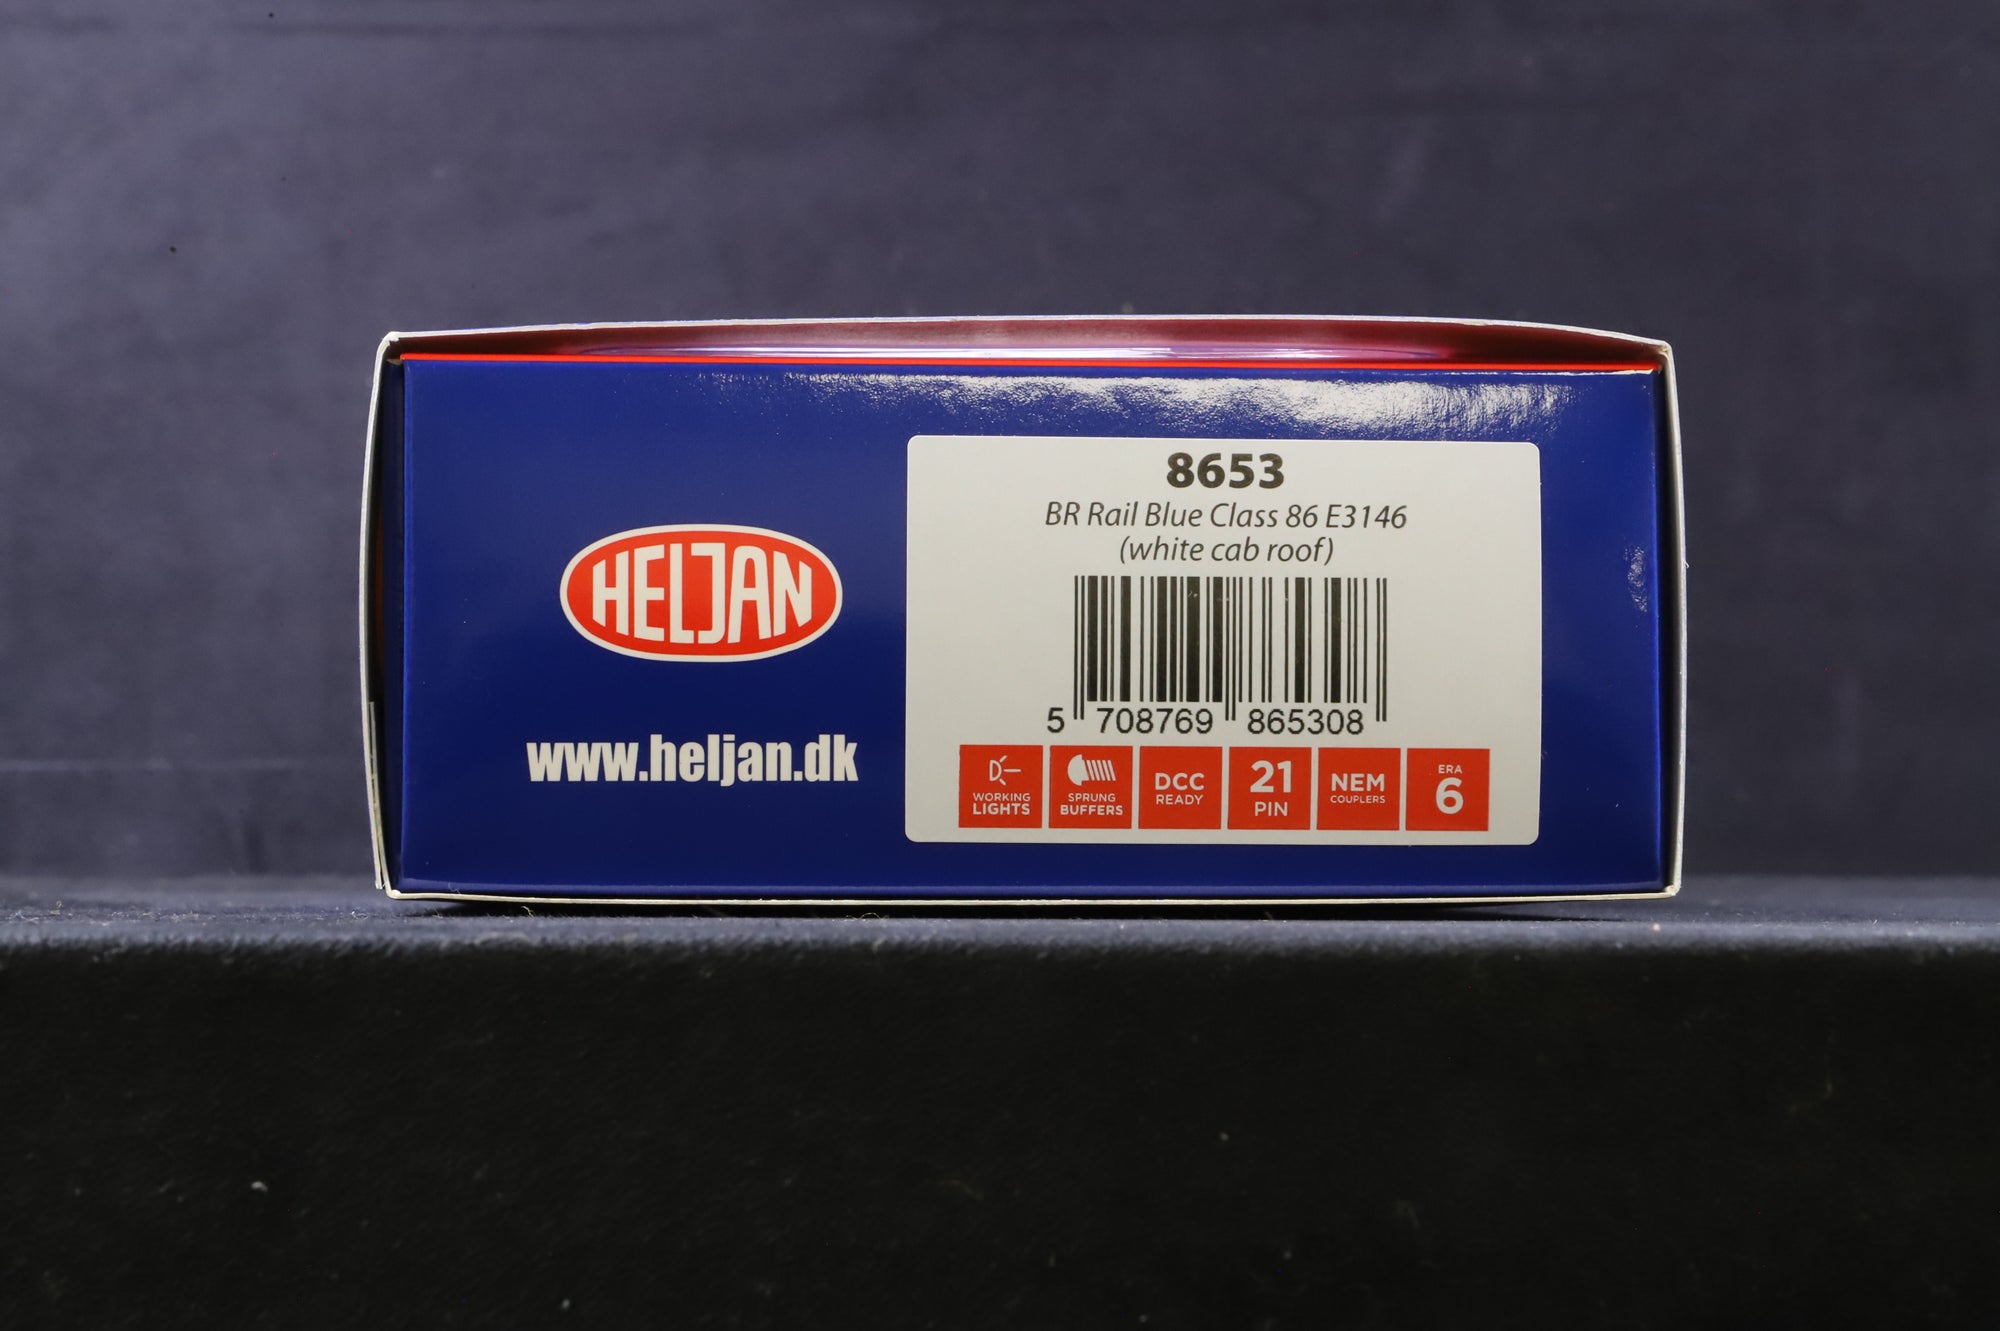 HELJAN
www.heljan.dk
8653
BR Rail Blue Class 86 E3146
(white cab roof)
5 708769 865308
WORKING
LIGHTS
SPRUNG
BUFFERS
DCC
READY
21
PIN
NEM
COUPLERS
ERA
6